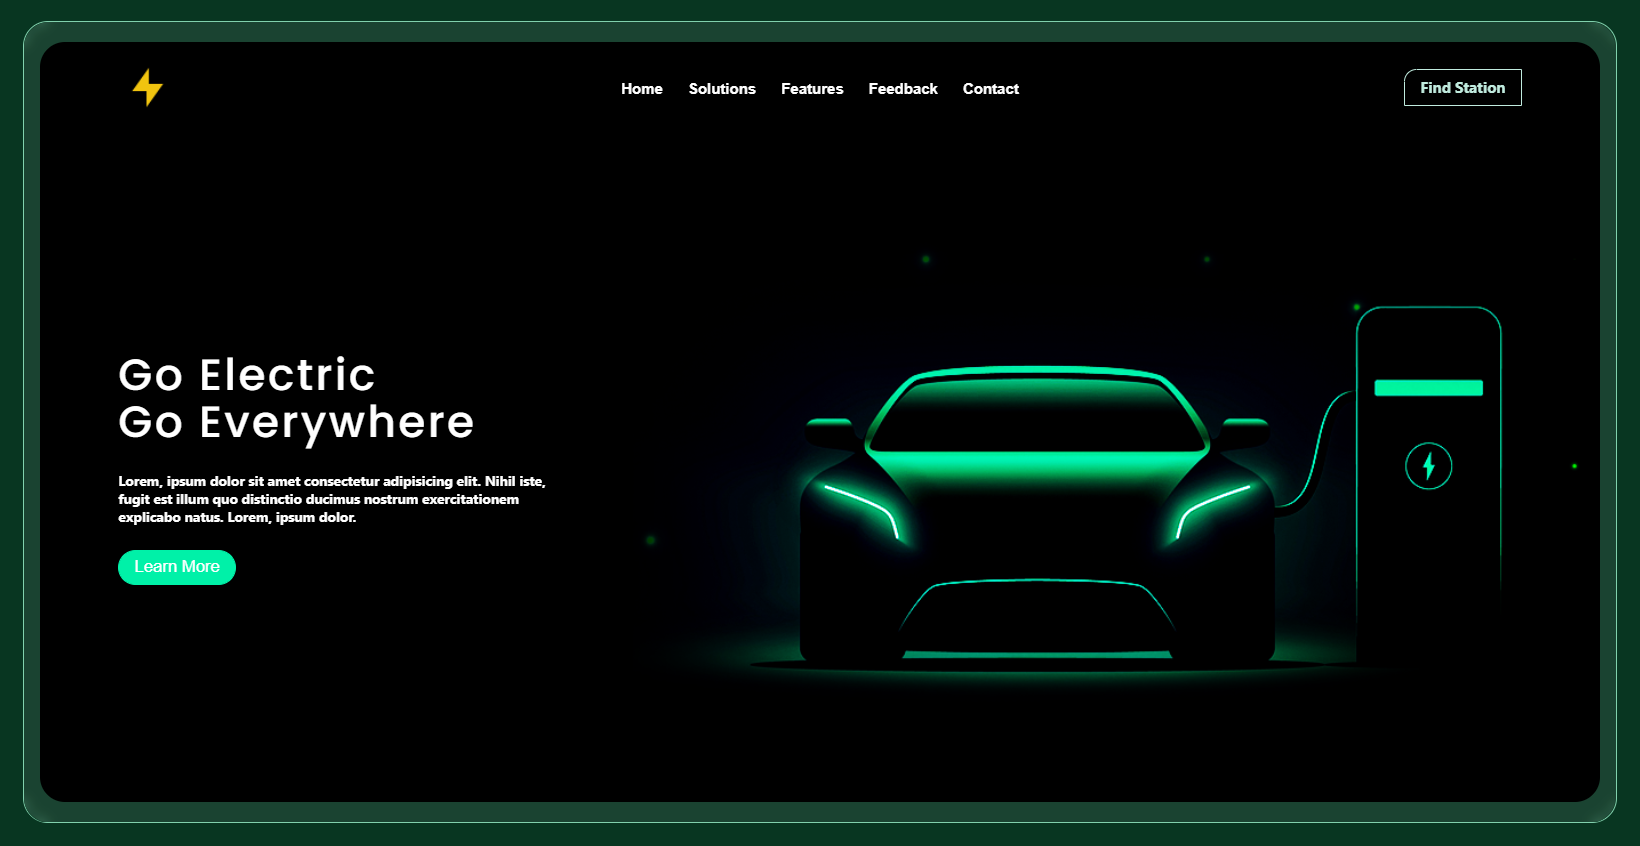 Home
Solutions
Features
Feedback
Contact
Find Station
Go Electric
Go Everywhere
Lorem, ipsum dolor sit amet consectetur adipisicing elit. Nihil iste,
fugit est illum quo distinctio ducimus nostrum exercitationem
explicabo natus. Lorem, ipsum dolor.
Learn More